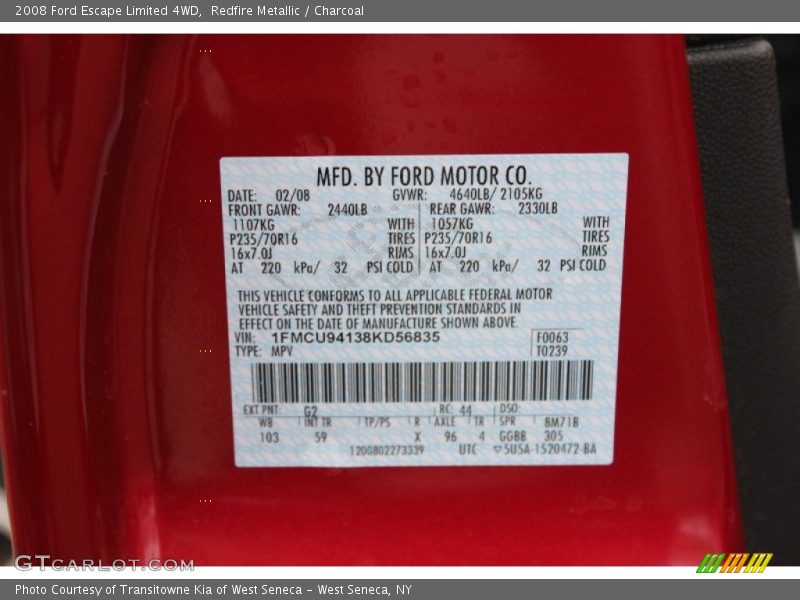 2008 Ford Escape Limited 4WD, Redfire Metallic / Charcoal
MFD. BY FORD MOTOR CO.
DATE: 02/08 GVWR: 4640LB/ 2105KG
FRONT GAWR: 2440LB REAR GAWR: 2330LB
1107KG WITH 1057KG WITH
P235/70R16 TIRES P235/70R16 TIRES
16x7.0J RIMS 16x7.0J RIMS
AT 220 kPa/ 32 PSI COLD AT 220 kPa/ 32 PSI COLD
THIS VEHICLE CONFORMS TO ALL APPLICABLE FEDERAL MOTOR
VEHICLE SAFETY AND THEFT PREVENTION STANDARDS IN
EFFECT ON THE DATE OF MANUFACTURE SHOWN ABOVE.
VIN: 1FMCU94138KD56835 F0063
TYPE: MPV T0239
EXT PNT: G2 RC: 44 DSO:
WB INT TR TP/PS R AXLE TR SPR BM71B
103 59 X 96 4 GGBB 305
1200802273339 UTC ▽5U5A-1520472-BA
GTCARLOT.COM
Photo Courtesy of Transitowne Kia of West Seneca – West Seneca, NY